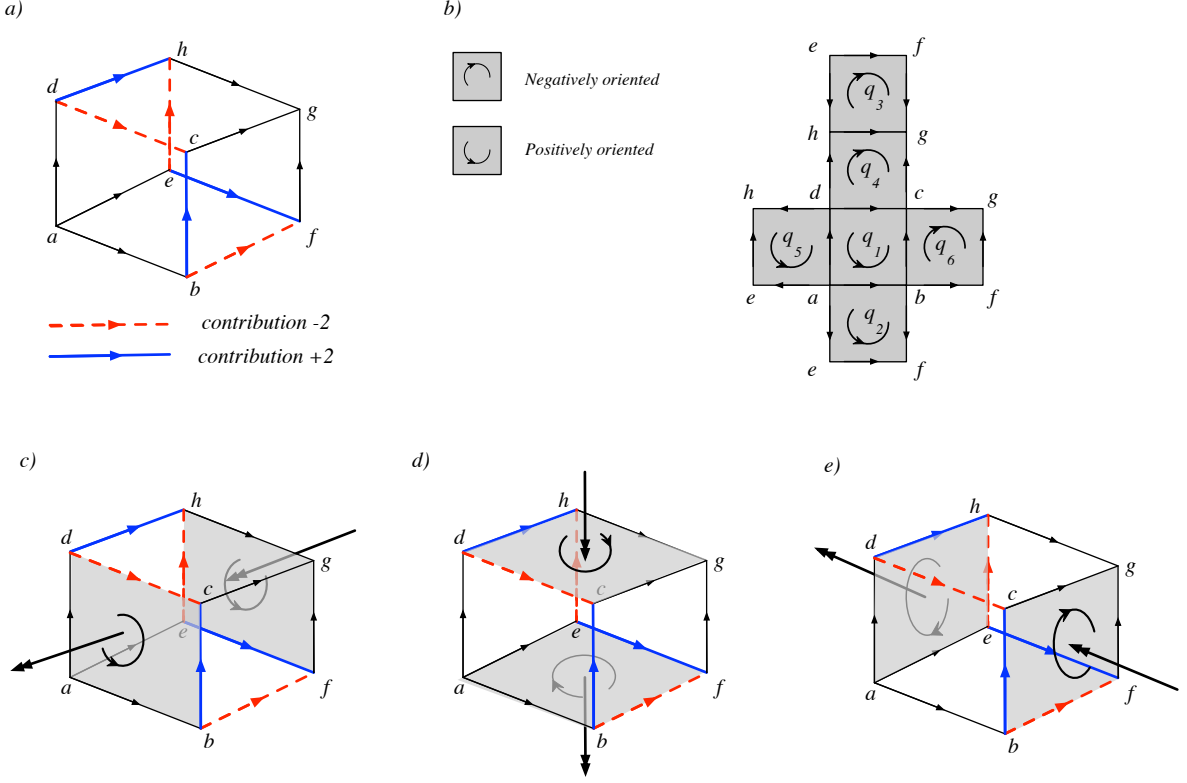 a)
h
d
g
c
e
a
f
b
contribution -2
contribution +2
b)
Negatively oriented
Positively oriented
e f
q3
h g
q4
h d c g
q5 q1 q6
e a b f
q2
e f
c)
h
d
g
c
e
a
f
b
d)
h
d
g
c
e
a
f
b
e)
h
d
g
c
e
a
f
b